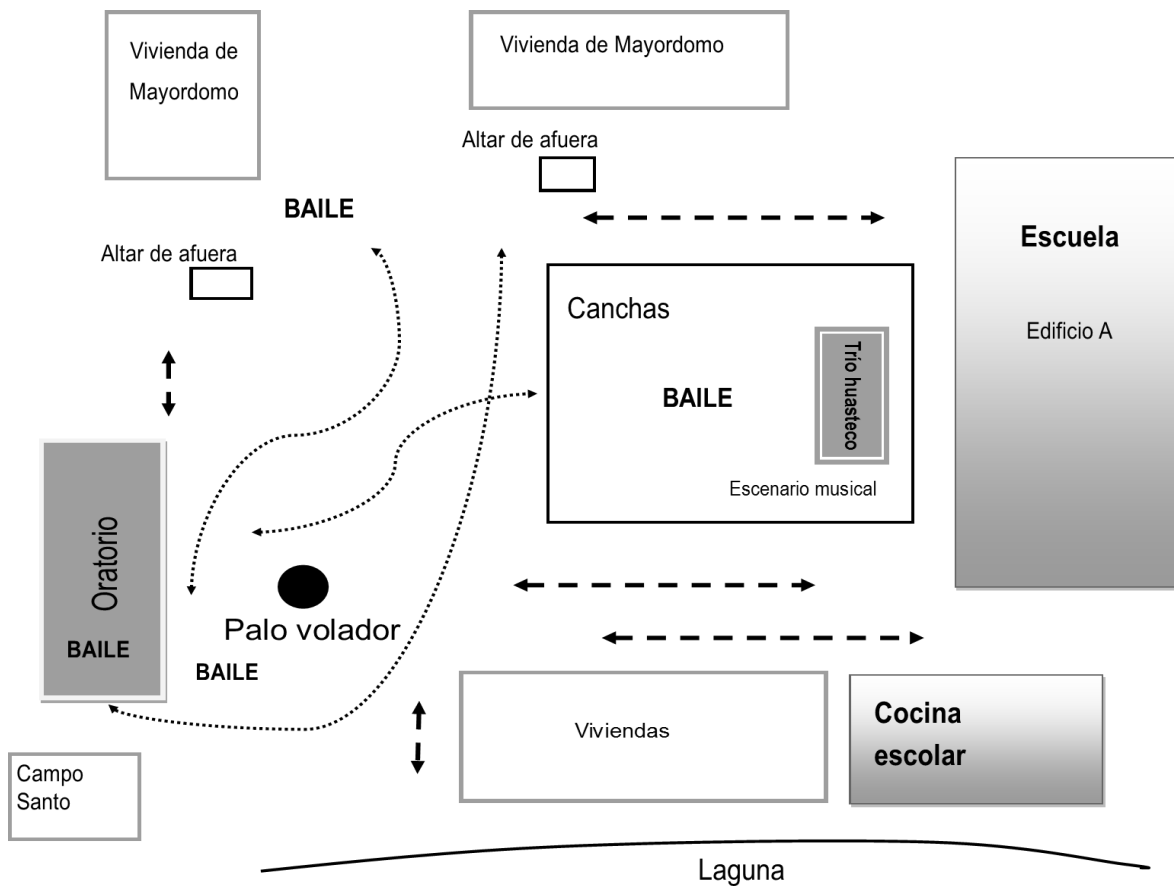 Vivienda de
Mayordomo
Vivienda de Mayordomo
Altar de afuera
BAILE
Altar de afuera
Escuela
Edificio A
Canchas
BAILE
Trío huasteco
Escenario musical
Oratorio
BAILE
Palo volador
BAILE
Viviendas
Cocina
escolar
Campo
Santo
Laguna